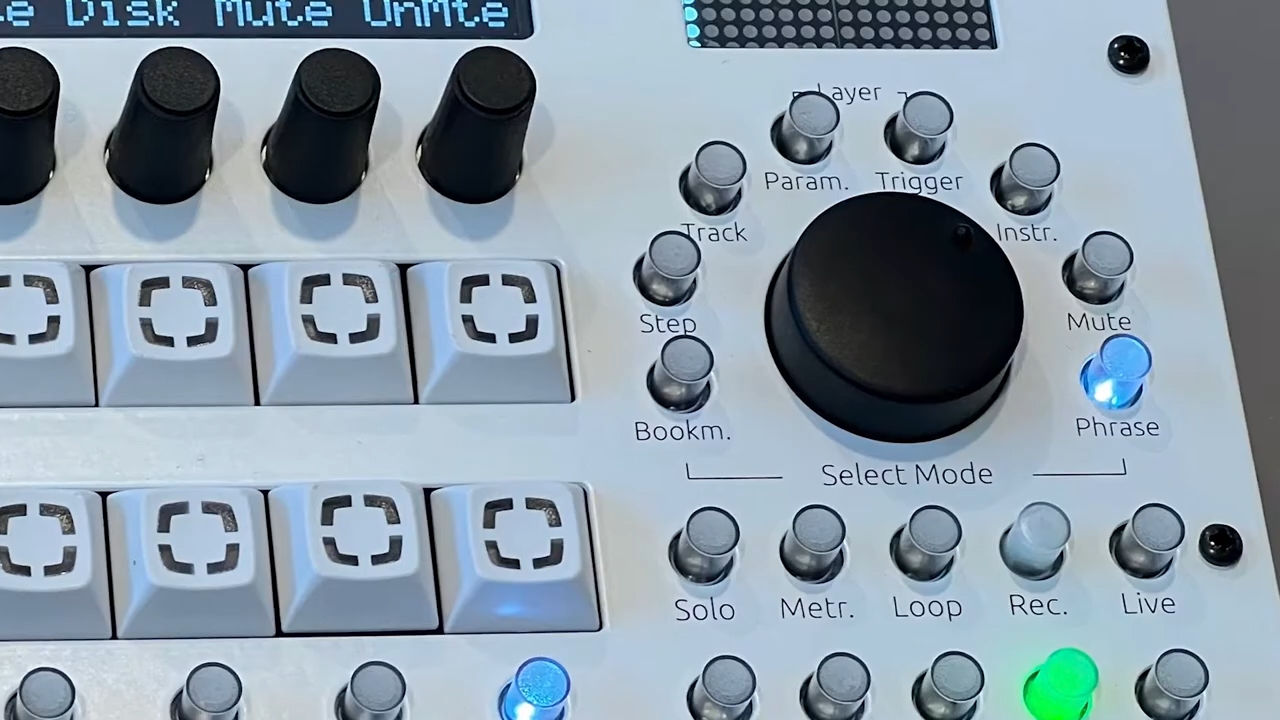 Disk Mute UnMte
Layer
Param. Trigger
Track Instr.
Step Mute
Bookm. Phrase
Select Mode
Solo Metr. Loop Rec. Live